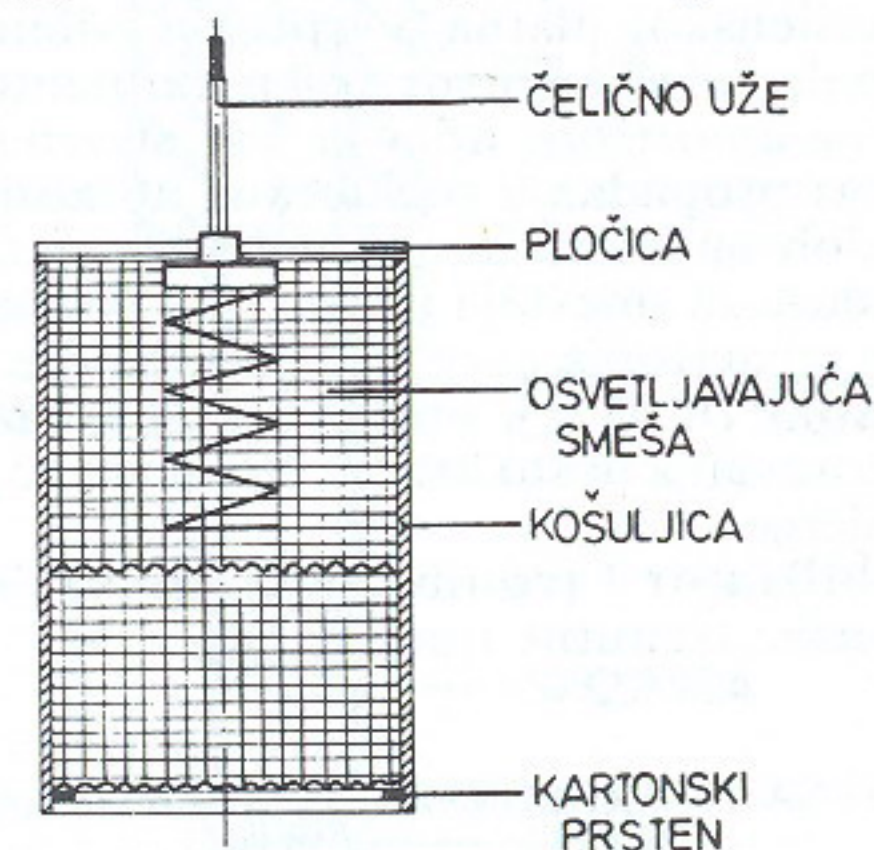 ČELIČNO UŽE
PLOČICA
OSVETLJAVAJUĆA
SMEŠA
KOŠULJICA
KARTONSKI
PRSTEN